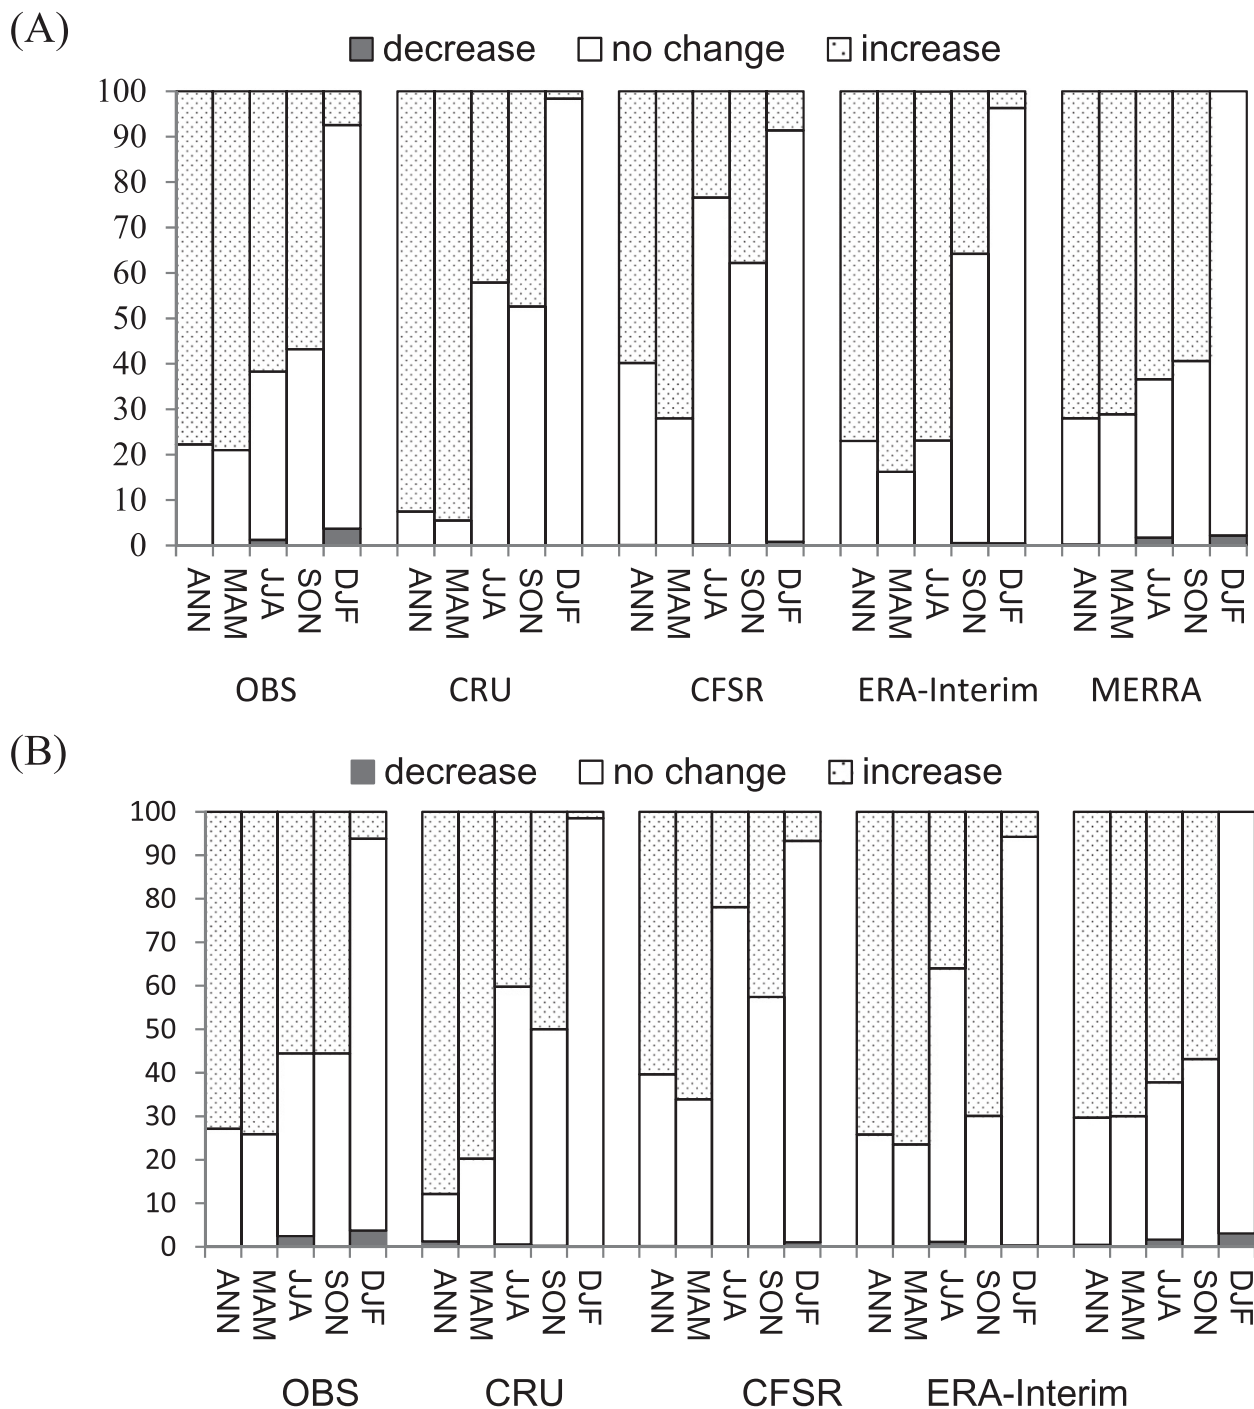 (A)
decrease no change increase
100
90
80
70
60
50
40
30
20
10
0
ANN MAM JJA SON DJF ANN MAM JJA SON DJF ANN MAM JJA SON DJF ANN MAM JJA SON DJF ANN MAM JJA SON DJF
OBS CRU CFSR ERA-Interim MERRA
(B)
decrease no change increase
100
90
80
70
60
50
40
30
20
10
0
ANN MAM JJA SON DJF ANN MAM JJA SON DJF ANN MAM JJA SON DJF ANN MAM JJA SON DJF ANN MAM JJA SON DJF
OBS CRU CFSR ERA-Interim